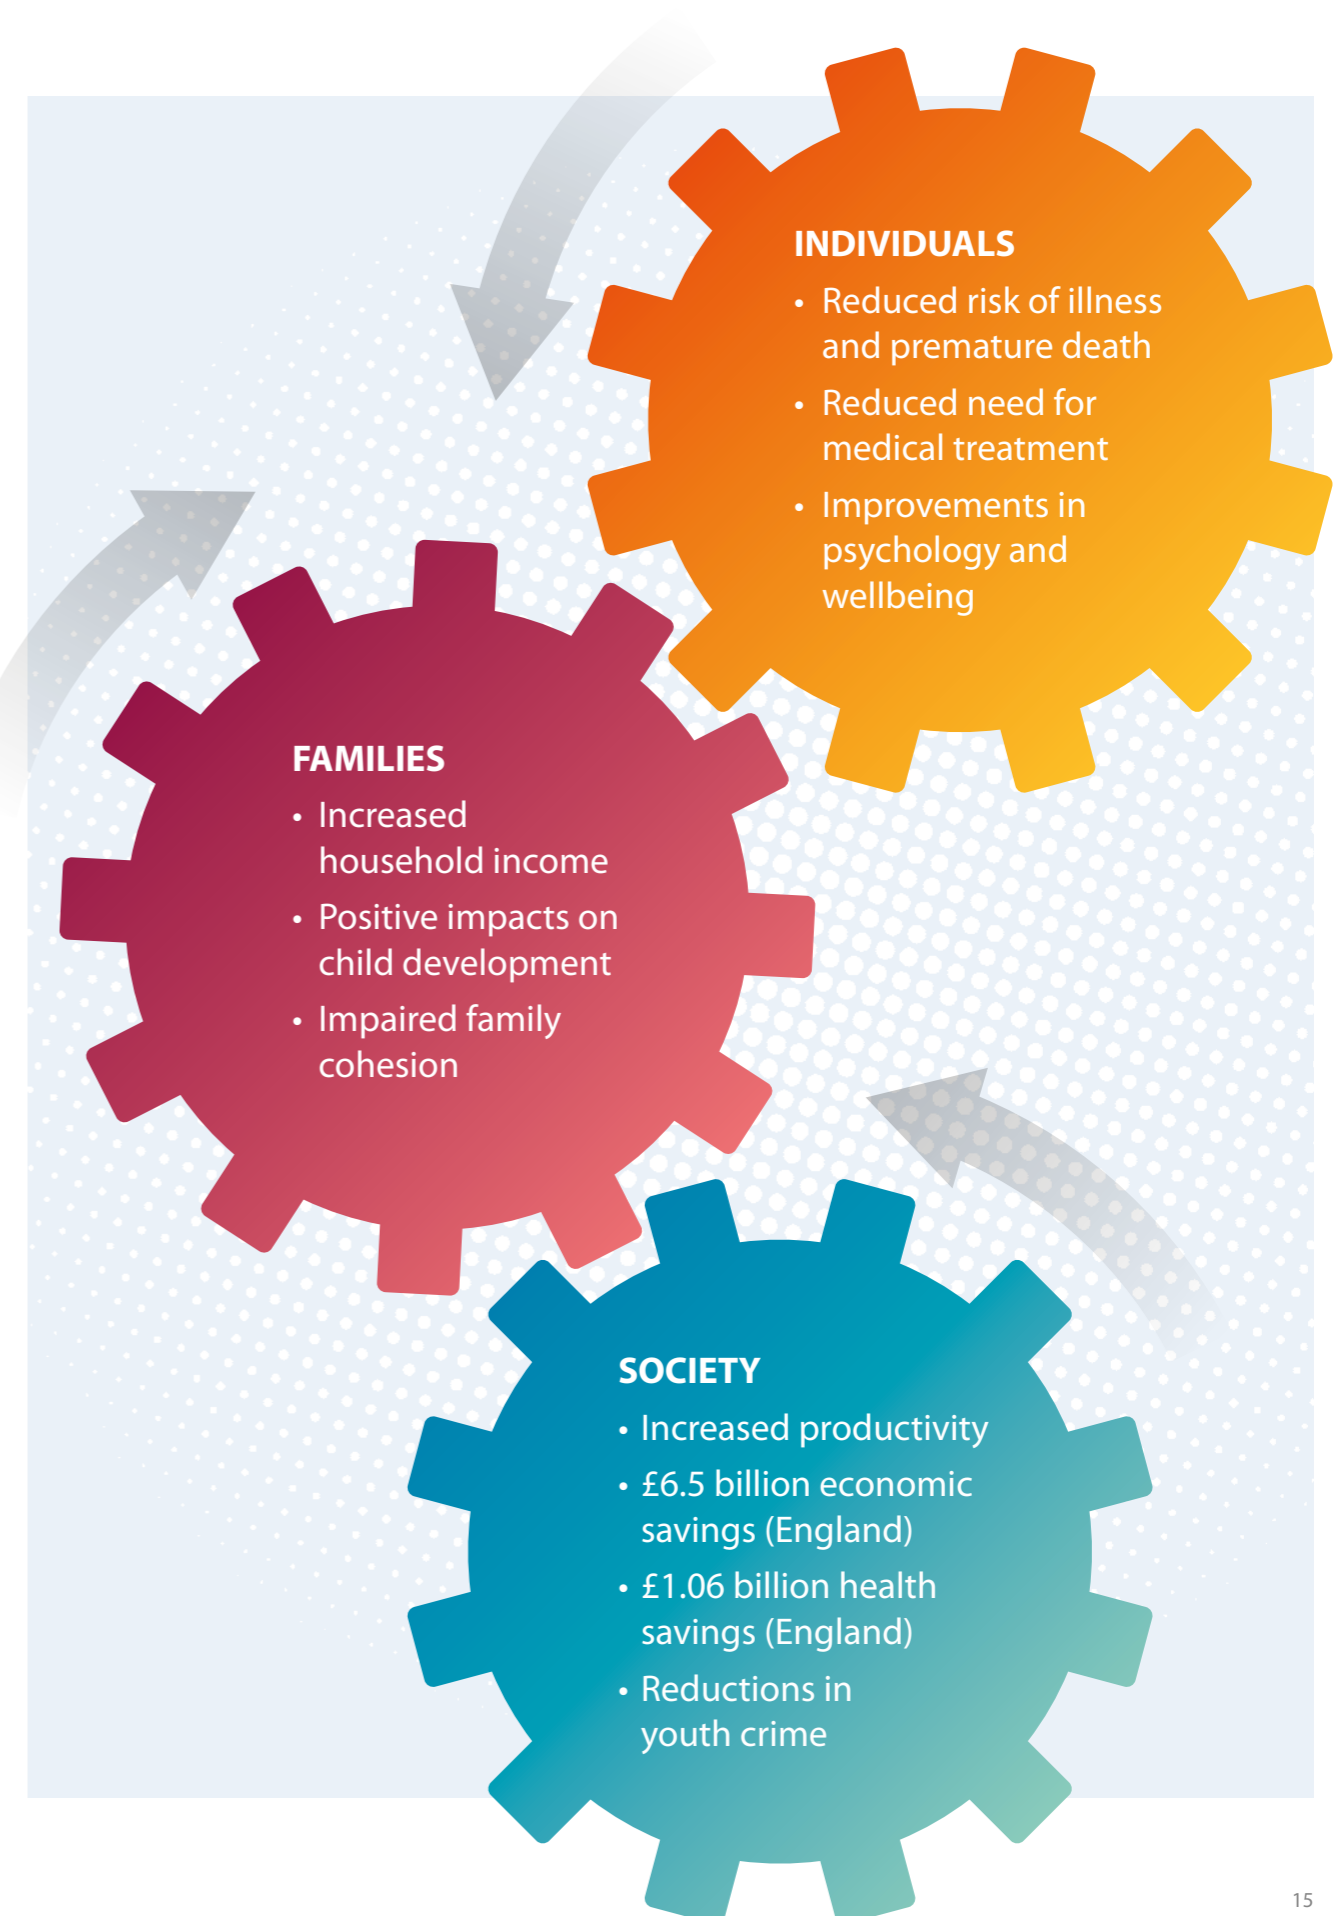 INDIVIDUALS
• Reduced risk of illness
and premature death
• Reduced need for
medical treatment
• Improvements in
psychology and
wellbeing
FAMILIES
• Increased
household income
• Positive impacts on
child development
• Impaired family
cohesion
SOCIETY
• Increased productivity
• £6.5 billion economic
savings (England)
• £1.06 billion health
savings (England)
• Reductions in
youth crime
15